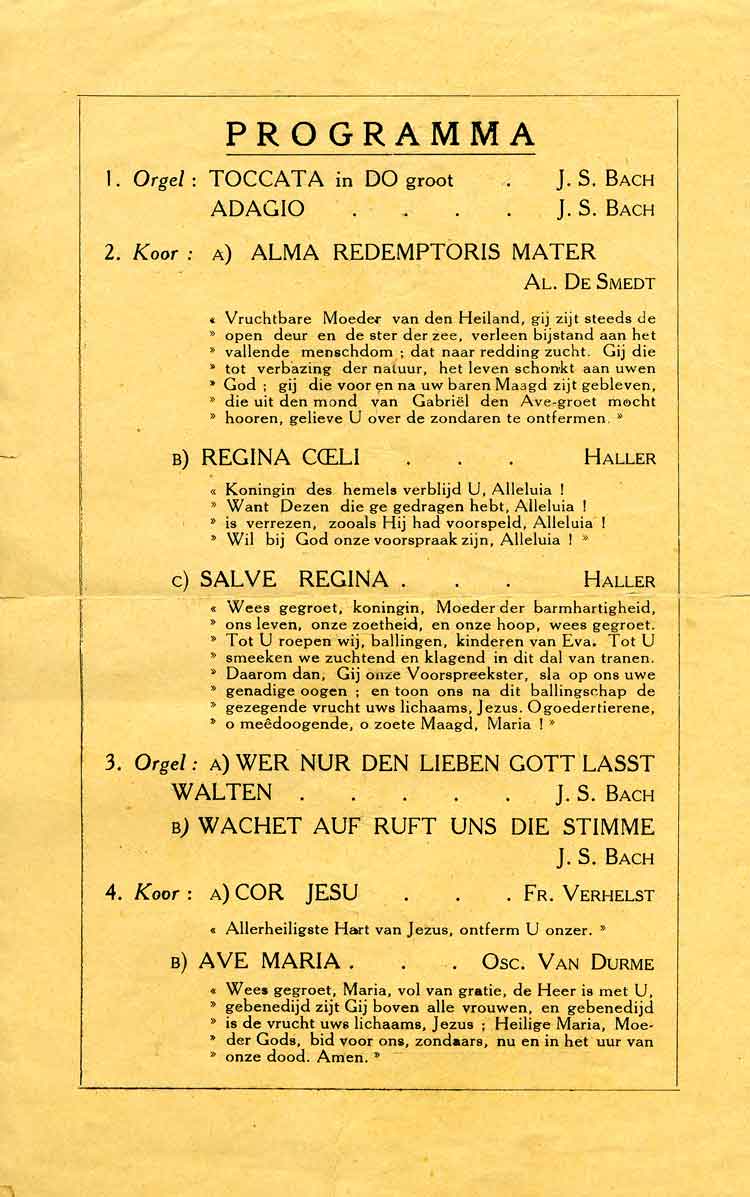 PROGRAMMA
1. Orgel : TOCCATA in DO groot . J. S. BACH
ADAGIO . . . . J. S. BACH
2. Koor : A) ALMA REDEMPTORIS MATER
AL. DE SMEDT
« Vruchtbare Moeder van den Heiland, gij zijt steeds de
» open deur en de ster der zee, verleen bijstand aan het
» vallende menschdom ; dat naar redding zucht. Gij die
» tot verbazing der natuur, het leven schonkt aan uwen
» God ; gij die voor en na uw baren Maagd zijt gebleven,
» die uit den mond van Gabriël den Ave-groet mocht
» hooren, gelieve U over de zondaren te ontfermen. »
B) REGINA CŒLI . . . HALLER
« Koningin des hemels verblijd U, Alleluia !
» Want Dezen die ge gedragen hebt, Alleluia !
» is verrezen, zooals Hij had voorspeld, Alleluia !
» Wil bij God onze voorspraak zijn, Alleluia ! »
C) SALVE REGINA . . . HALLER
« Wees gegroet, koningin, Moeder der barmhartigheid,
» ons leven, onze zoetheid, en onze hoop, wees gegroet.
» Tot U roepen wij, ballingen, kinderen van Eva. Tot U
» smeeken we zuchtend en klagend in dit dal van tranen.
» Daarom dan, Gij onze Voorspreekster, sla op ons uwe
» genadige oogen ; en toon ons na dit ballingschap de
» gezegende vrucht uws lichaams, Jezus. O goedertierene,
» o meêdoogende, o zoete Maagd, Maria ! »
3. Orgel : A) WER NUR DEN LIEBEN GOTT LASST
WALTEN . . . . . J. S. BACH
B) WACHET AUF RUFT UNS DIE STIMME
J. S. BACH
4. Koor : A) COR JESU . . . FR. VERHELST
« Allerheiligste Hart van Jezus, ontferm U onzer. »
B) AVE MARIA . . . OSC. VAN DURME
« Wees gegroet, Maria, vol van gratie, de Heer is met U,
» gebenedijd zijt Gij boven alle vrouwen, en gebenedijd
» is de vrucht uws lichaams, Jezus ; Heilige Maria, Moe-
» der Gods, bid voor ons, zondaars, nu en in het uur van
» onze dood. Amen. »